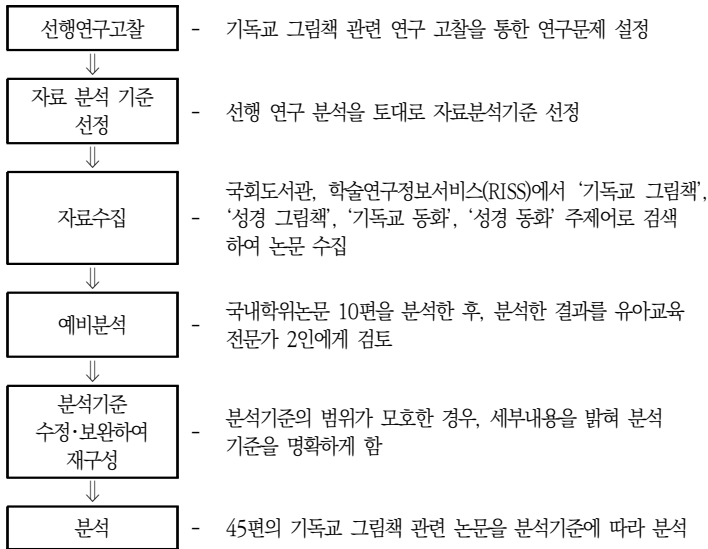 선행연구고찰 - 기독교 그림책 관련 연구 고찰을 통한 연구문제 설정
⇓
자료 분석 기준
선정
- 선행 연구 분석을 토대로 자료분석기준 선정
⇓
자료수집
- 국회도서관, 학술연구정보서비스(RISS)에서 ‘기독교 그림책’,
‘성경 그림책’, ‘기독교 동화’, ‘성경 동화’ 주제어로 검색
하여 논문 수집
⇓
예비분석
- 국내학위논문 10편을 분석한 후, 분석한 결과를 유아교육
전문가 2인에게 검토
⇓
분석기준
수정·보완하여
재구성
- 분석기준의 범위가 모호한 경우, 세부내용을 밝혀 분석
기준을 명확하게 함
⇓
분석 - 45편의 기독교 그림책 관련 논문을 분석기준에 따라 분석